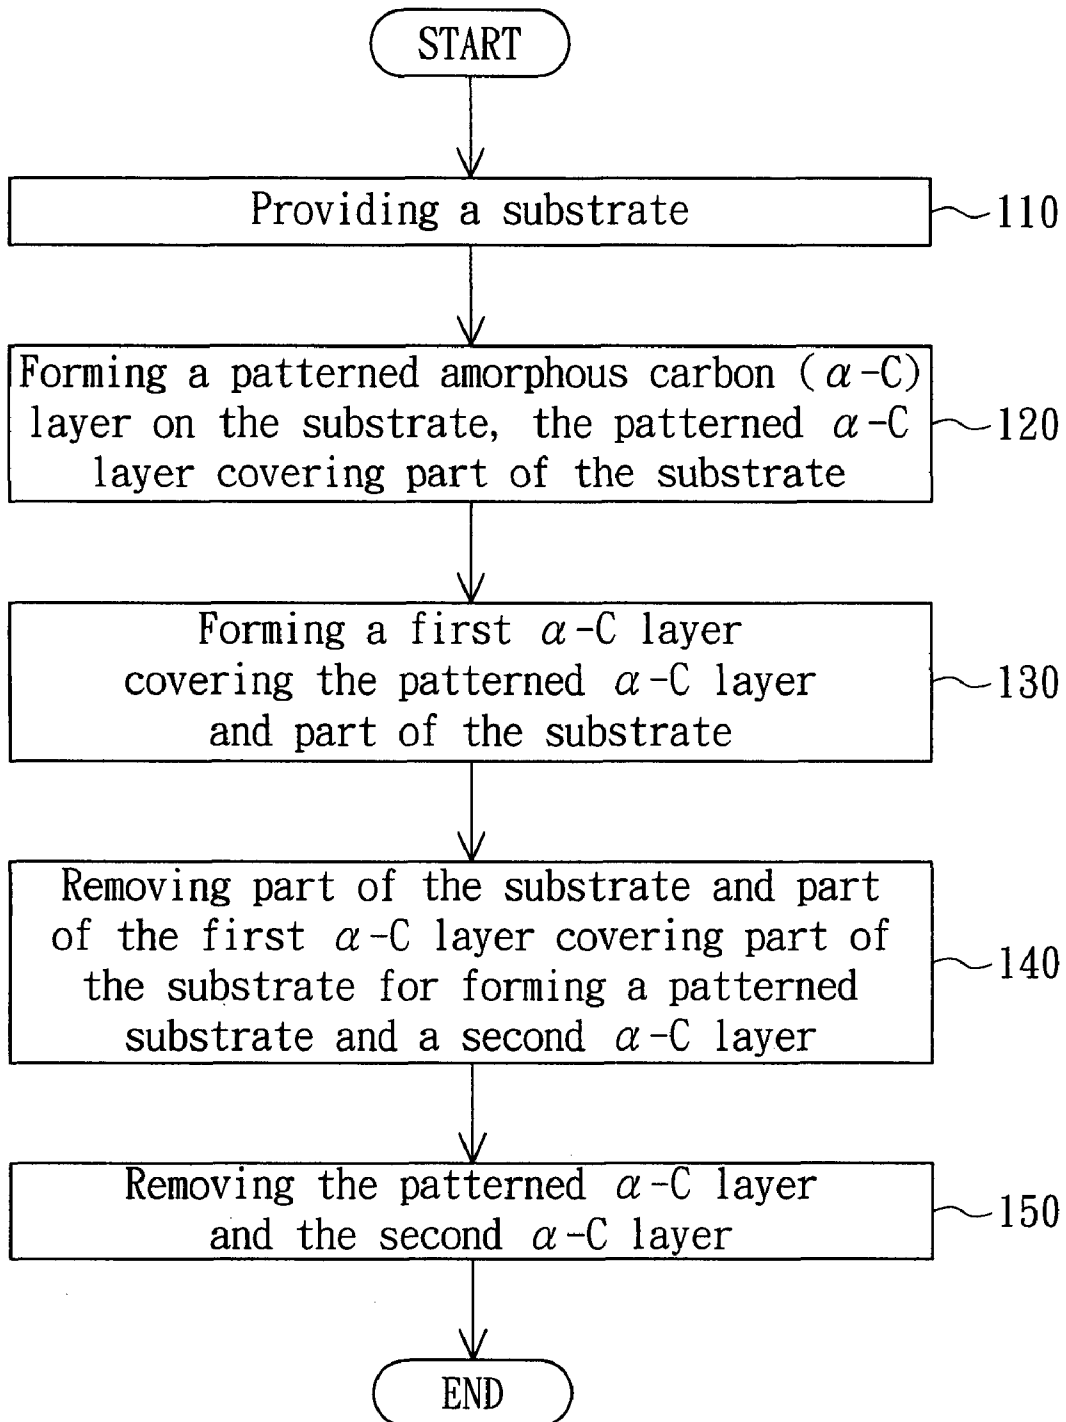 START
Providing a substrate
110
Forming a patterned amorphous carbon (α-C)
layer on the substrate, the patterned α-C
layer covering part of the substrate
120
Forming a first α-C layer
covering the patterned α-C layer
and part of the substrate
130
Removing part of the substrate and part
of the first α-C layer covering part of
the substrate for forming a patterned
substrate and a second α-C layer
140
Removing the patterned α-C layer
and the second α-C layer
150
END